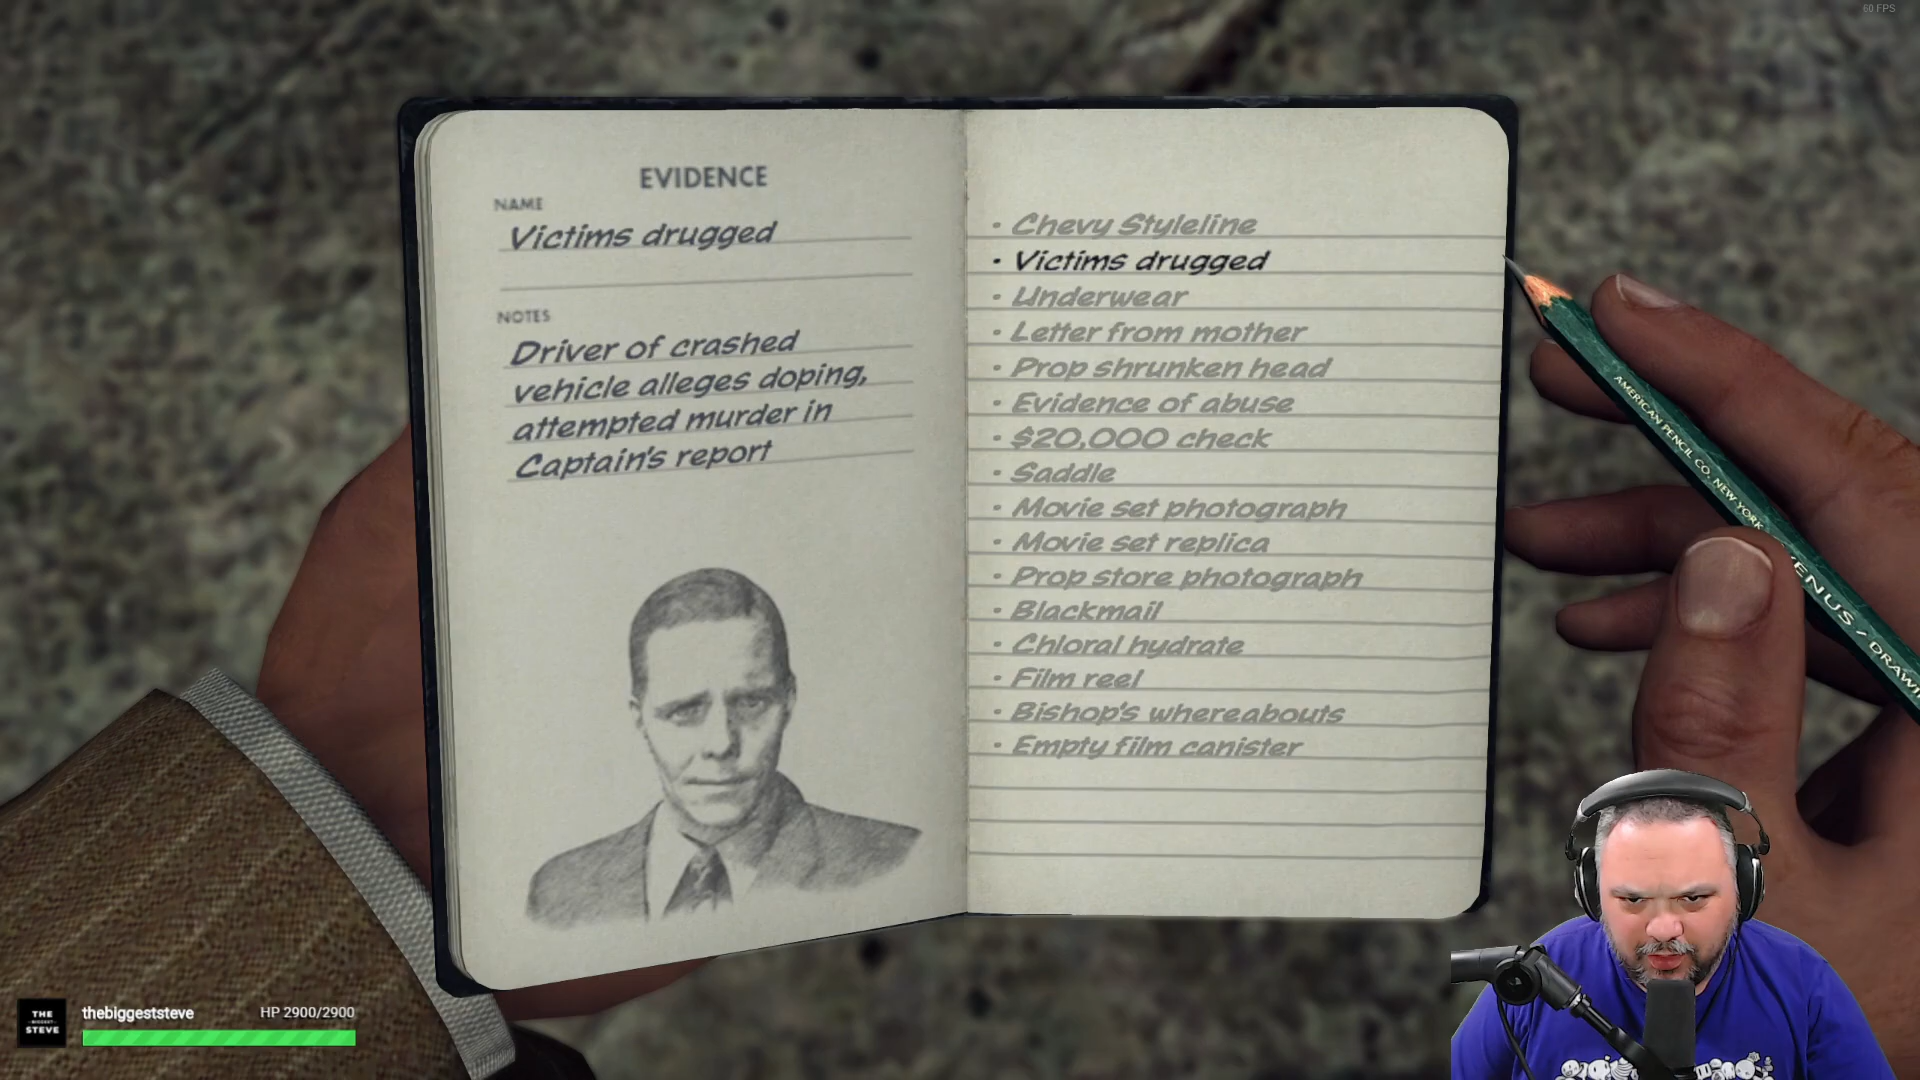 60 FPS
EVIDENCE
NAME
Victims drugged
NOTES
Driver of crashed
vehicle alleges doping,
attempted murder in
Captain's report
• Chevy Styleline
• Victims drugged
• Underwear
• Letter from mother
• Prop shrunken head
• Evidence of abuse
• $20,000 check
• Saddle
• Movie set photograph
• Movie set replica
• Prop store photograph
• Blackmail
• Chloral hydrate
• Film reel
• Bishop's whereabouts
• Empty film canister
AMERICAN PENCIL CO. NEW YORK
THE
STEVE
thebiggeststeve
HP 2900/2900